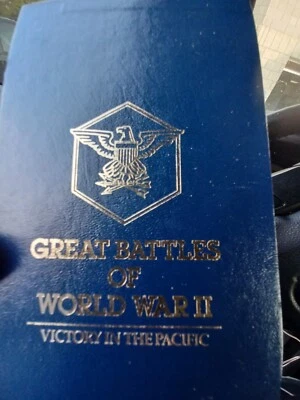 GREAT BATTLES
OF
WORLD WAR II
VICTORY IN THE PACIFIC